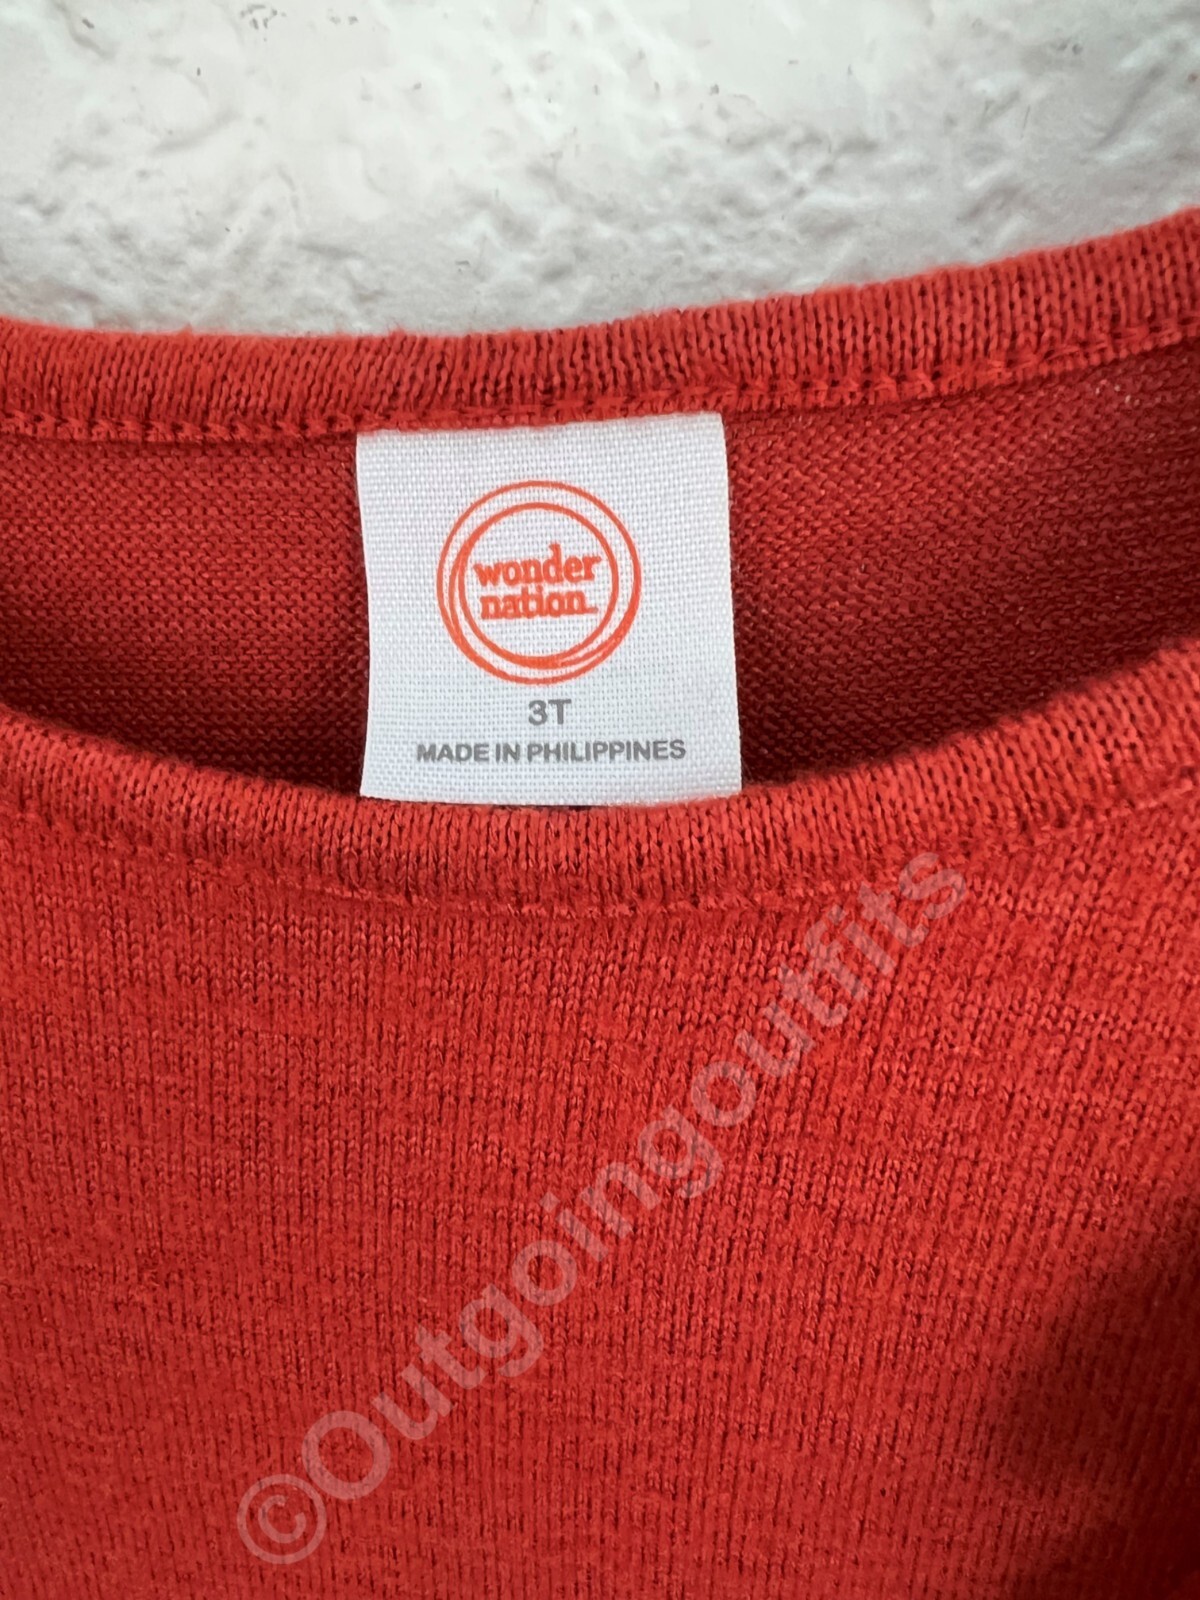 wonder
nation.
3T
MADE IN PHILIPPINES
©Outgoingoutfits